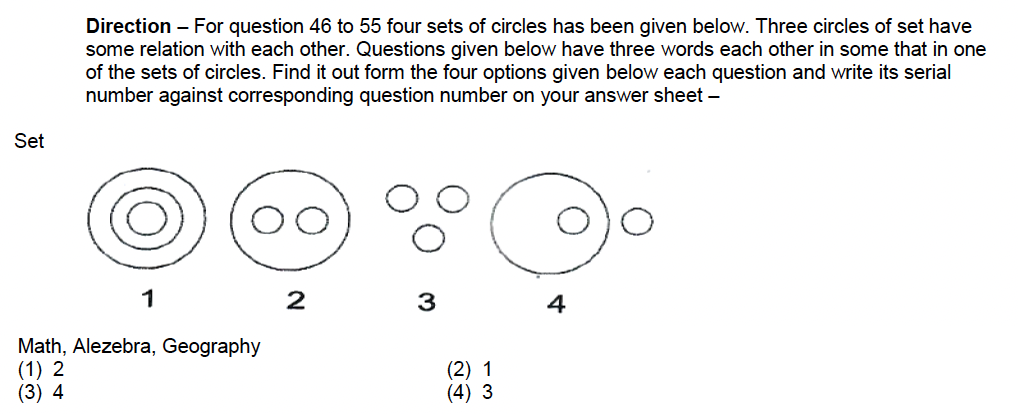 Direction – For question 46 to 55 four sets of circles has been given below. Three circles of set have
some relation with each other. Questions given below have three words each other in some that in one
of the sets of circles. Find it out form the four options given below each question and write its serial
number against corresponding question number on your answer sheet –
Set
1 2 3 4
Math, Alezebra, Geography
(1) 2 (2) 1
(3) 4 (4) 3